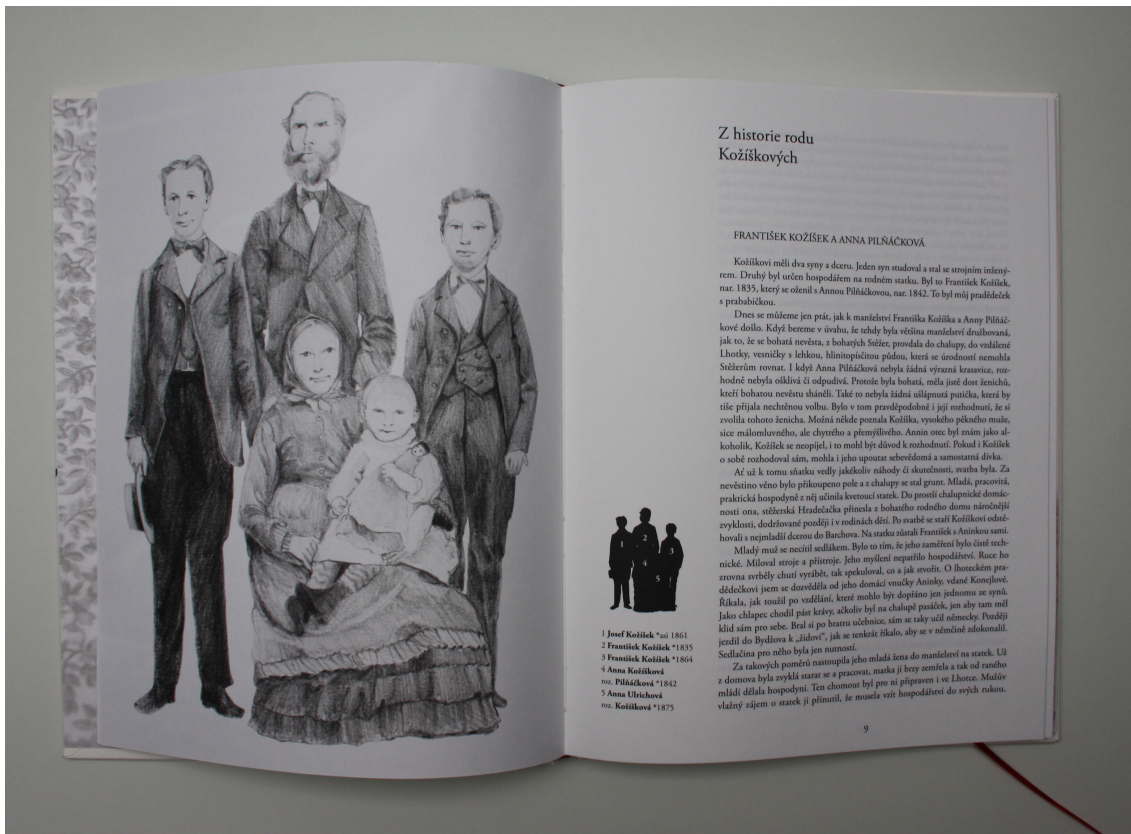 Z historie rodu
Kožíškových
FRANTIŠEK KOŽÍŠEK A ANNA PILŇÁČKOVÁ
Kožíškovi měli dva syny a dceru. Jeden syn studoval a stal se strojním inžený-
rem. Druhý byl určen hospodářem na rodném statku. Byl to František Kožíšek,
nar. 1835, který se oženil s Annou Pilňáčkovou, nar. 1842. To byl můj pradědeček
s prababičkou.
Dnes se můžeme jen ptát, jak k manželství Františka Kožíška a Anny Pilňáč-
kové došlo. Když bereme v úvahu, že tehdy byla většina manželství družbovaná,
jak to, že se bohatá nevěsta, z bohatých Stěžer, provdala do chalupy, do vzdálené
Lhotky, vesničky s lehkou, hlinitopísčitou půdou, která se úrodností nemohla
Stěžerům rovnat. I když Anna Pilňáčková nebyla žádná výrazná krasavice, roz-
hodně nebyla ošklivá či odpudivá. Protože byla bohatá, měla jistě dost ženichů,
kteří bohatou nevěstu sháněli. Také to nebyla žádná ušlápnutá putička, která by
tiše přijala nechtěnou volbu. Bylo v tom pravděpodobně i její rozhodnutí, že si
zvolila tohoto ženicha. Možná někde poznala Kožíška, vysokého pěkného muže,
sice málomluvného, ale chytrého a přemýšlivého. Annin otec byl znám jako al-
koholik, Kožíšek se neopíjel, i to mohl být důvod k rozhodnutí. Pokud i Kožíšek
o sobě rozhodoval sám, mohla i jeho upoutat sebevědomá a samostatná dívka.
Ať už k tomu sňatku vedly jakékoliv náhody či skutečnosti, svatba byla. Za
nevěstino věno bylo přikoupeno pole a z chalupy se stal grunt. Mladá, pracovitá,
praktická hospodyně z něj učinila kvetoucí statek. Do prostší chalupnické domác-
nosti ona, stěžerská Hradečačka přinesla z bohatého rodného domu náročnější
zvyklosti, dodržované později i v rodinách dětí. Po svatbě se staří Kožíškovi odstě-
hovali s nejmladší dcerou do Barchova. Na statku zůstali František s Aninkou sami.
Mladý muž se necítil sedlákem. Bylo to tím, že jeho zaměření bylo čistě tech-
nické. Miloval stroje a přístroje. Jeho myšlení nepatřilo hospodářství. Ruce ho
zrovna svrběly chutí vyrábět, tak spekuloval, co a jak stvořit. O lhoteckém pra-
dědečkovi jsem se dozvěděla od jeho domácí vnučky Aninky, vdané Konejlové.
Říkala, jak toužil po vzdělání, které mohlo být dopřáno jen jednomu ze synů.
Jako chlapec chodil pást krávy, ačkoliv byl na chalupě pasáček, jen aby tam měl
klid sám pro sebe. Bral si po bratru učebnice, sám se taky učil německy. Později
jezdil do Bydžova k „židovi“, jak se tenkrát říkalo, aby se v němčině zdokonalil.
Sedlačina pro něho byla jen nutností.
Za takových poměrů nastoupila jeho mladá žena do manželství na statek. Už
z domova byla zvyklá starat se a pracovat, matka jí brzy zemřela a tak od raného
mládí dělala hospodyni. Ten chomout byl pro ni připraven i ve Lhotce. Mužův
vlažný zájem o statek ji přinutil, že musela vzít hospodářství do svých rukou.
1
2
3
4
5
1 Josef Kožíšek *asi 1861
2 František Kožíšek *1835
3 František Kožíšek *1864
4 Anna Kožíšková
roz. Pilňáčková *1842
5 Anna Ulrichová
roz. Kožíšková *1875
9